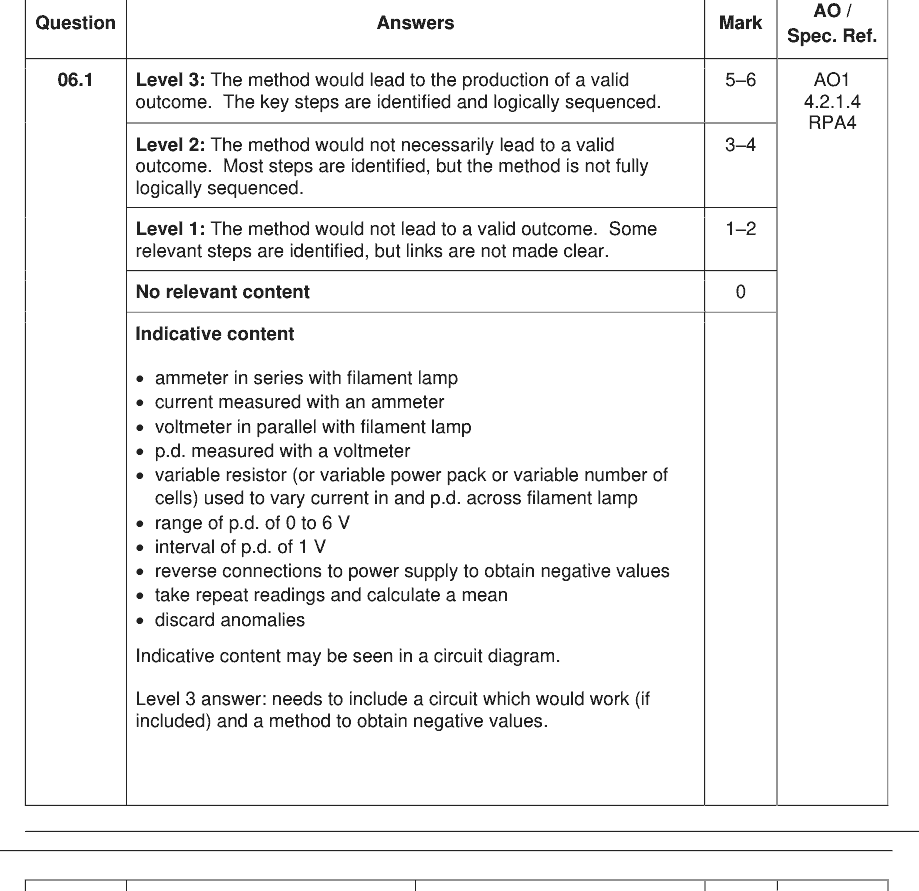 Question Answers Mark AO /
Spec. Ref.
06.1 Level 3: The method would lead to the production of a valid 5–6 AO1
outcome. The key steps are identified and logically sequenced. 4.2.1.4
RPA4
Level 2: The method would not necessarily lead to a valid 3–4
outcome. Most steps are identified, but the method is not fully
logically sequenced.
Level 1: The method would not lead to a valid outcome. Some 1–2
relevant steps are identified, but links are not made clear.
No relevant content 0
Indicative content
• ammeter in series with filament lamp
• current measured with an ammeter
• voltmeter in parallel with filament lamp
• p.d. measured with a voltmeter
• variable resistor (or variable power pack or variable number of
cells) used to vary current in and p.d. across filament lamp
• range of p.d. of 0 to 6 V
• interval of p.d. of 1 V
• reverse connections to power supply to obtain negative values
• take repeat readings and calculate a mean
• discard anomalies
Indicative content may be seen in a circuit diagram.
Level 3 answer: needs to include a circuit which would work (if
included) and a method to obtain negative values.